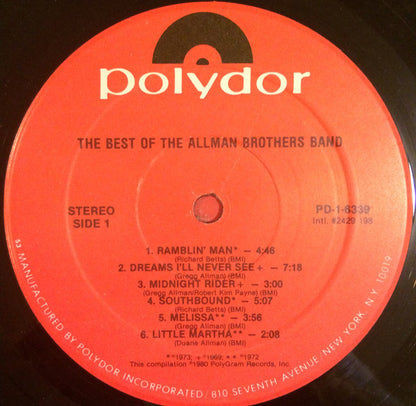 polydor
THE BEST OF THE ALLMAN BROTHERS BAND
STEREO
SIDE 1
PD-1-6339
Intl. #2429 198
1. RAMBLIN' MAN* – 4:46
(Richard Betts) (BMI)
2. DREAMS I'LL NEVER SEE + – 7:18
(Gregg Allman) (BMI)
3. MIDNIGHT RIDER + – 3:00
(Gregg Allman/Robert Kim Payne) (BMI)
4. SOUTHBOUND* – 5:07
(Richard Betts) (BMI)
5. MELISSA** – 3:56
(Gregg Allman) (BMI)
6. LITTLE MARTHA** – 2:08
(Duane Allman) (BMI)
*℗1973; +℗1969; **℗1972
This compilation ℗1980 PolyGram Records, Inc.
53 MANUFACTURED BY POLYDOR INCORPORATED/810 SEVENTH AVENUE/NEW YORK, N.Y. 10019